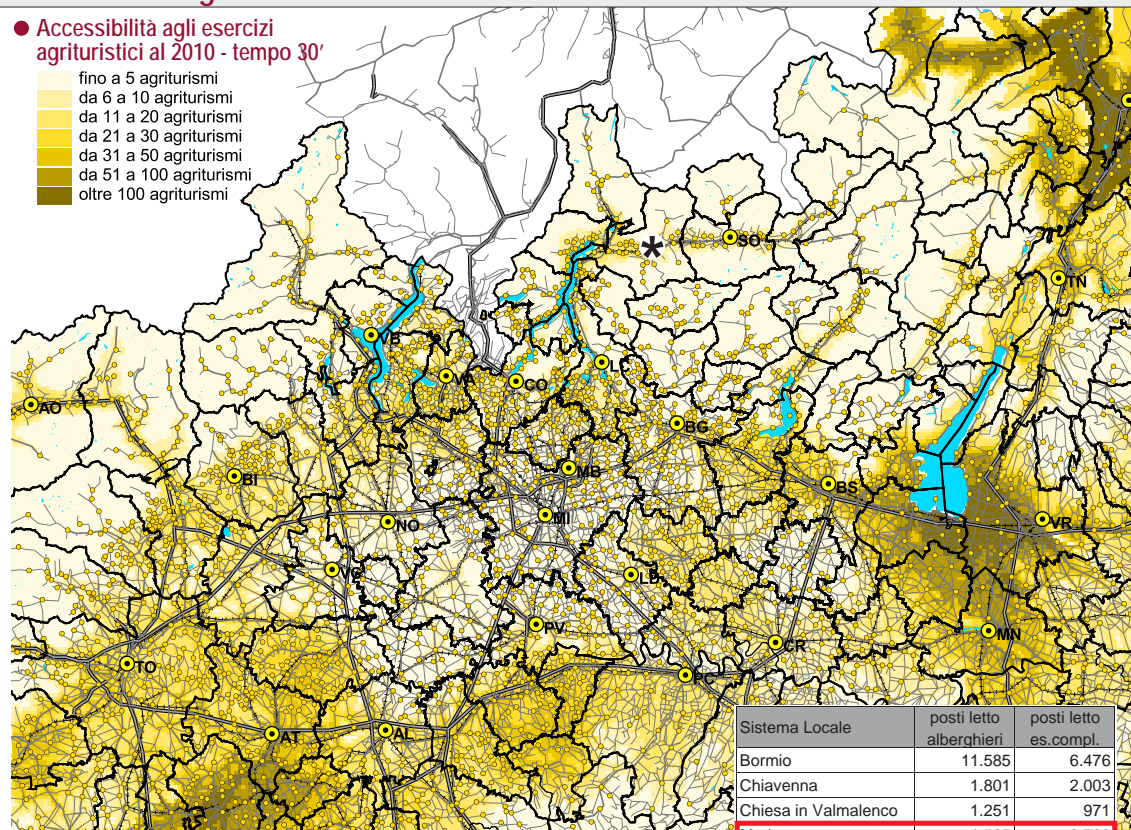 Accessibilità agli esercizi
agrituristici al 2010 - tempo 30'
fino a 5 agriturismi
da 6 a 10 agriturismi
da 11 a 20 agriturismi
da 21 a 30 agriturismi
da 31 a 50 agriturismi
da 51 a 100 agriturismi
oltre 100 agriturismi
*
SO
TN
VB
VA
CO
LC
AO
BG
BI
MB
BS
NO
MI
VR
VC
LO
PV
MN
CR
TO
PC
AT
AL
Sistema Locale posti letto alberghieri posti letto es.compl.
Bormio 11.585 6.476
Chiavenna 1.801 2.003
Chiesa in Valmalenco 1.251 971